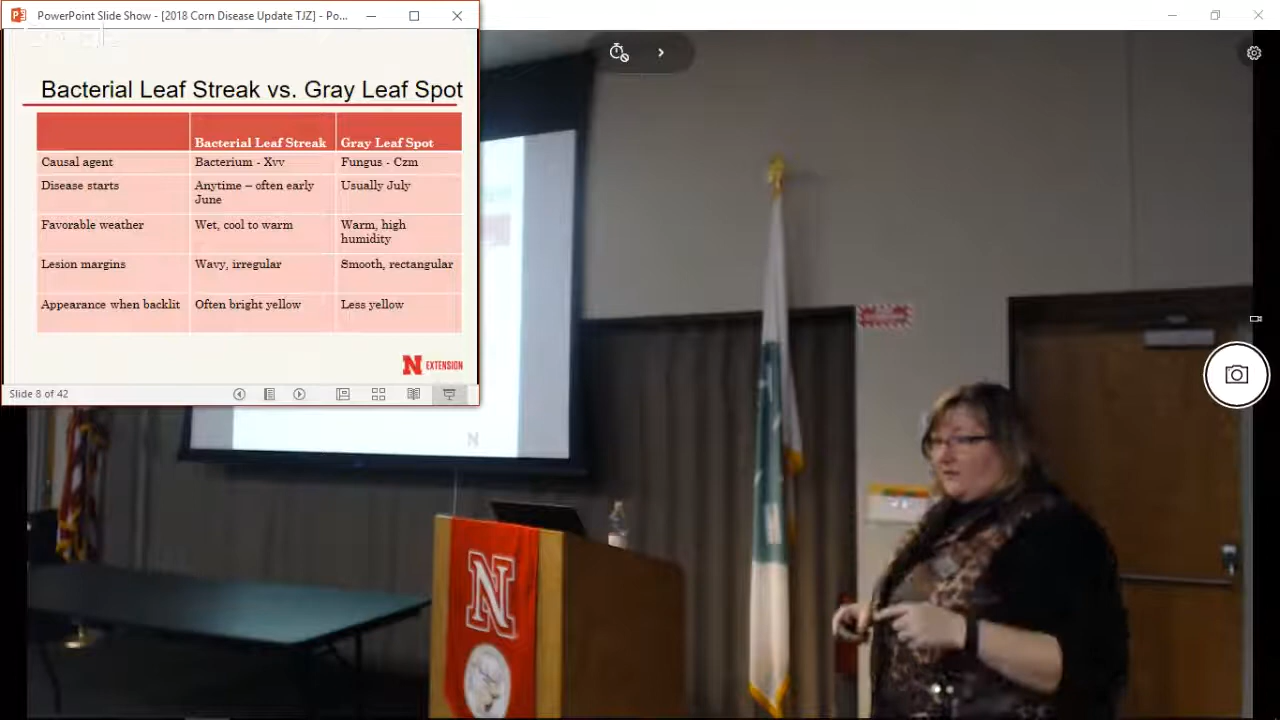 PowerPoint Slide Show - [2018 Corn Disease Update TJZ] - Po...
Bacterial Leaf Streak vs. Gray Leaf Spot
Bacterial Leaf Streak Gray Leaf Spot
Causal agent Bacterium - Xvv Fungus - Czm
Disease starts Anytime – often early June Usually July
Favorable weather Wet, cool to warm Warm, high humidity
Lesion margins Wavy, irregular Smooth, rectangular
Appearance when backlit Often bright yellow Less yellow
N EXTENSION
Slide 8 of 42
N
N